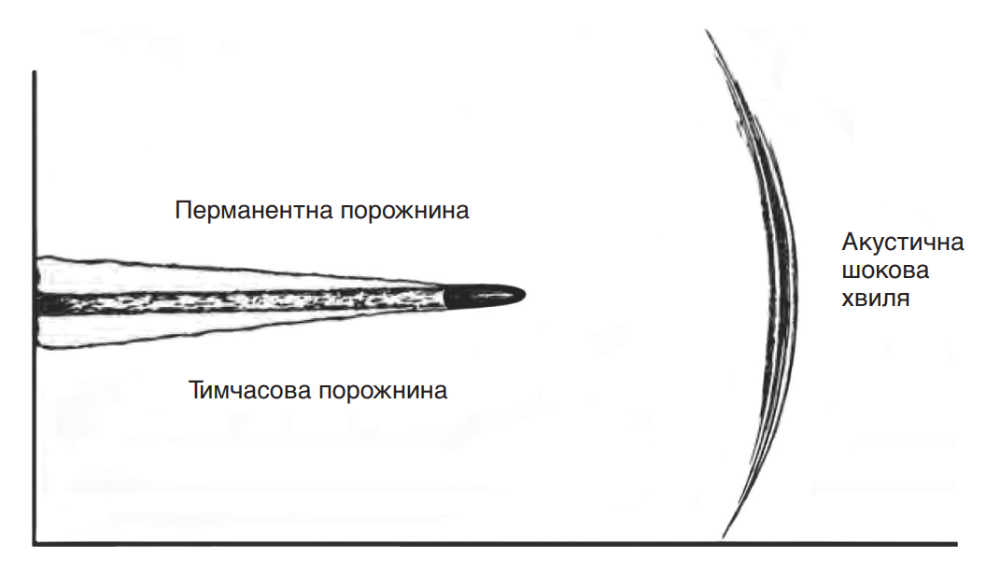 Перманентна порожнина
Акустична
шокова
хвиля
Тимчасова порожнина